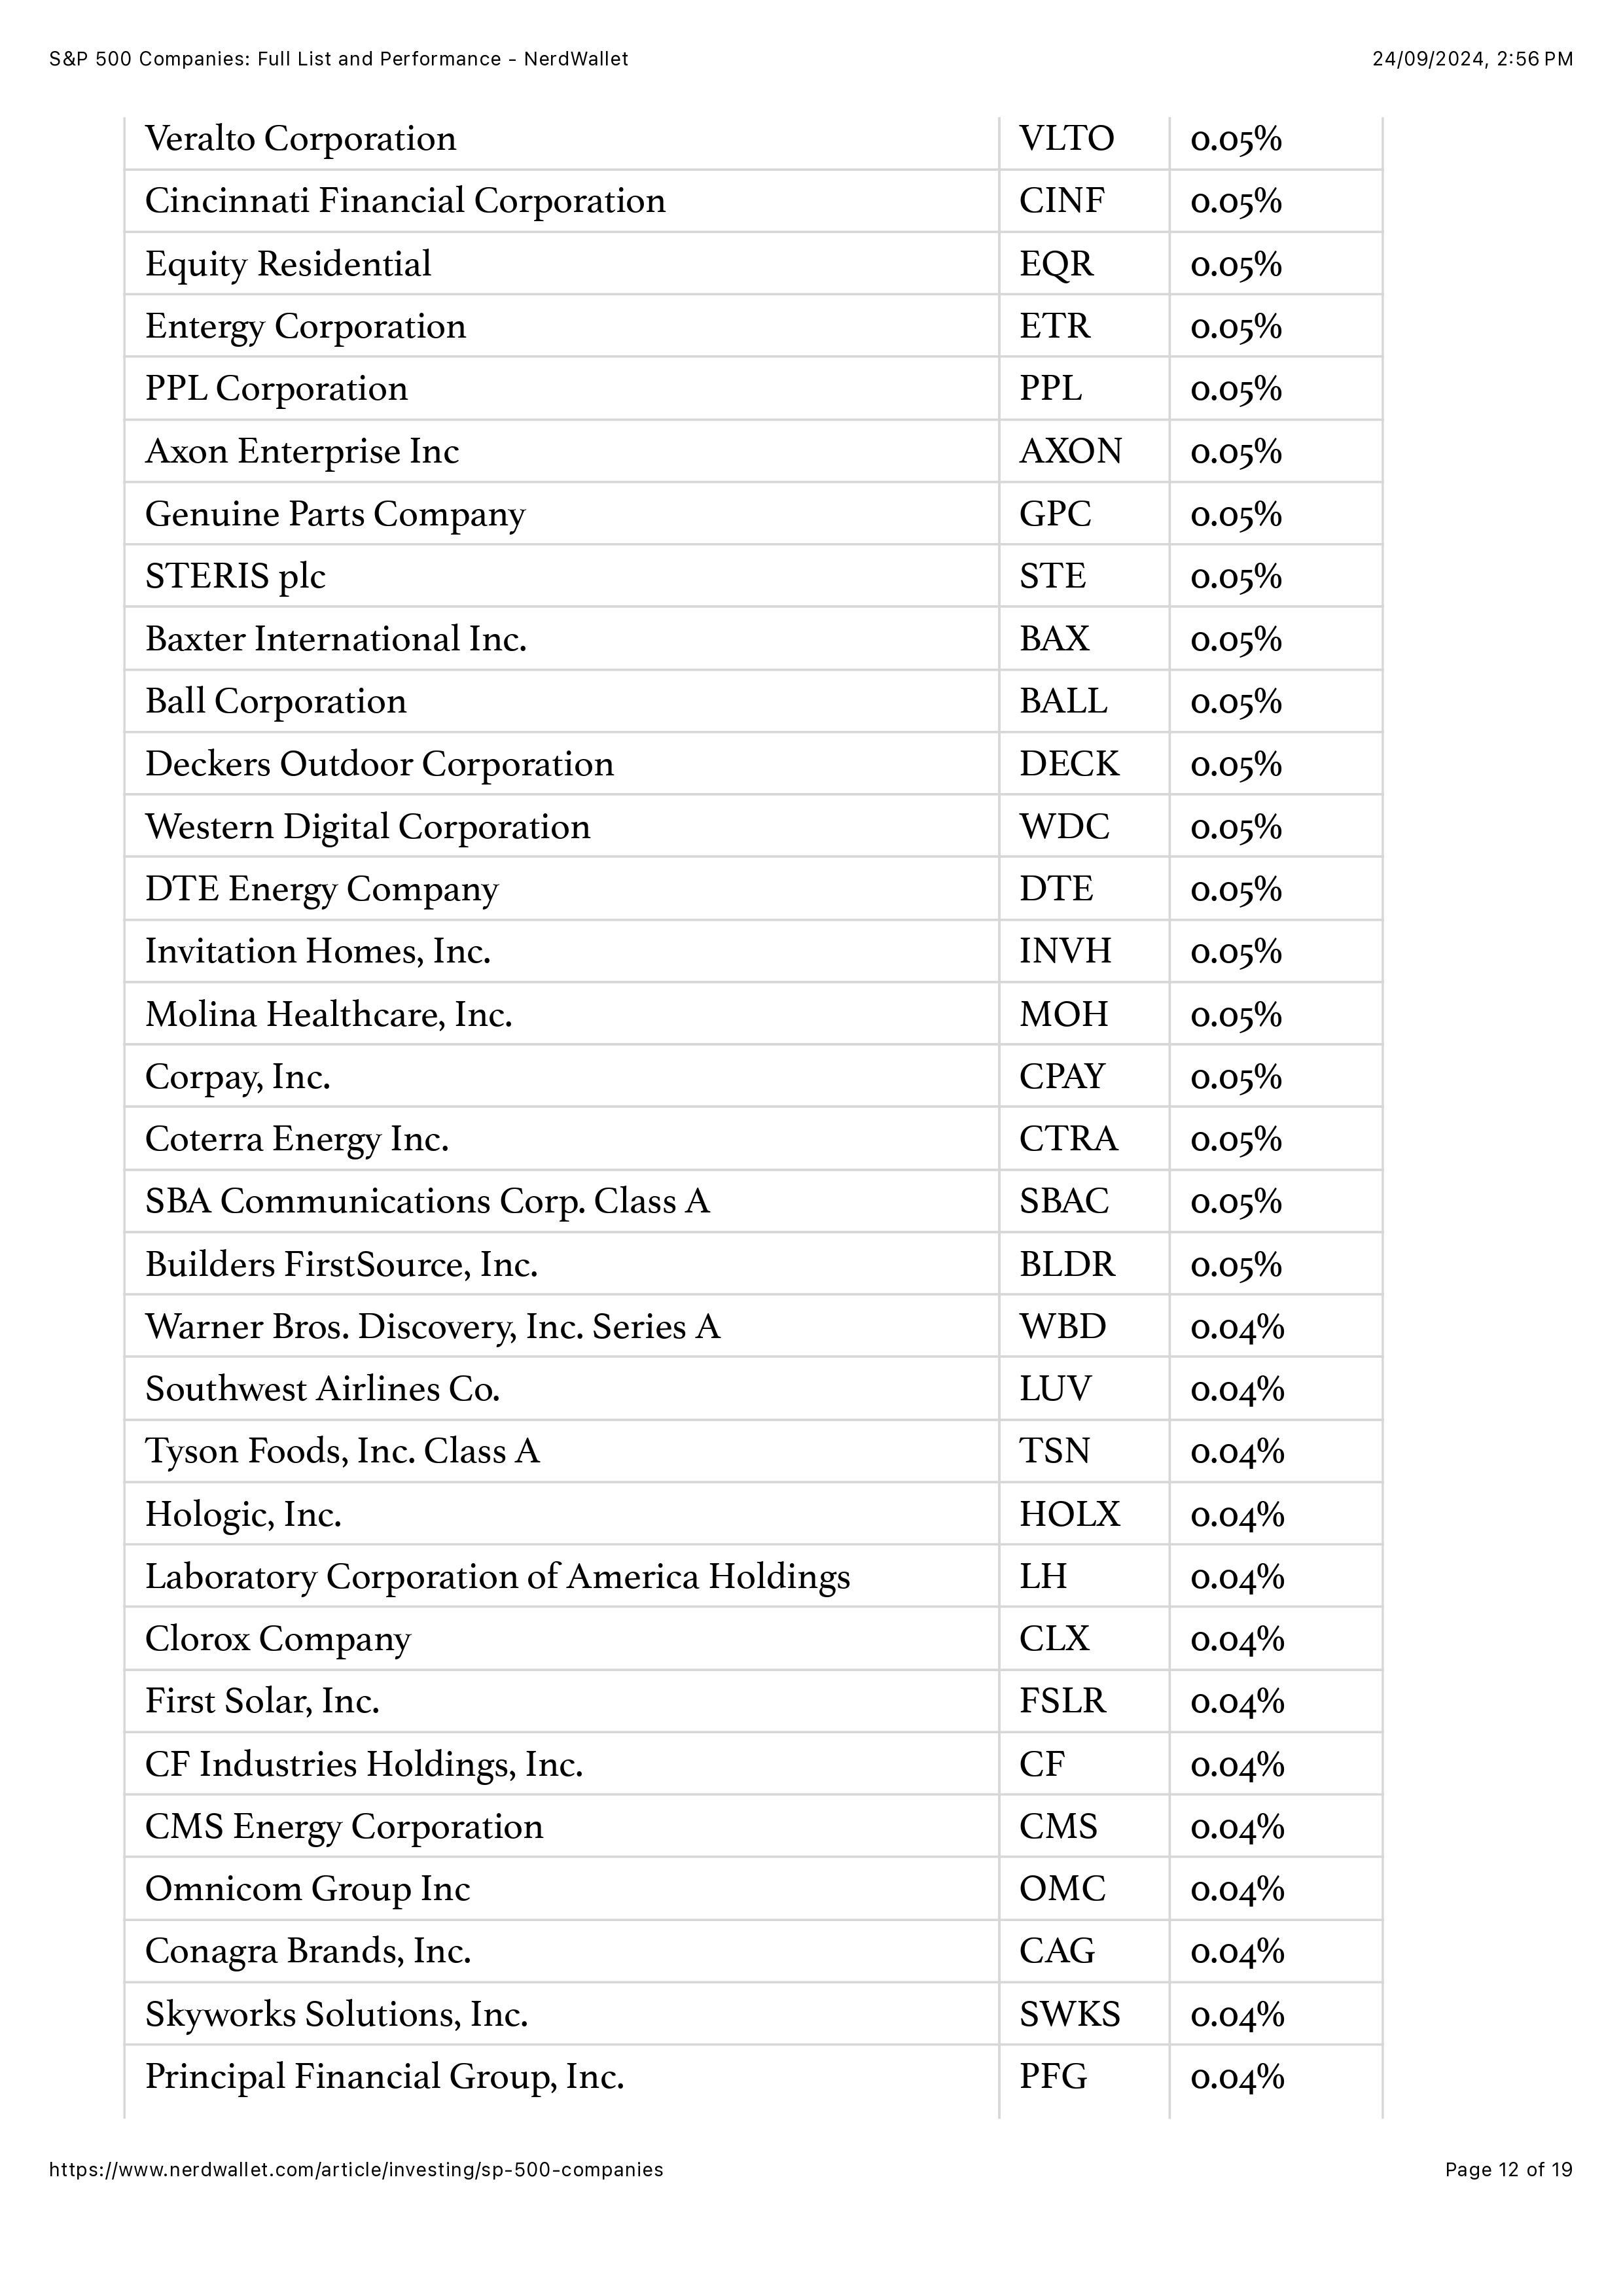 S&P 500 Companies: Full List and Performance - NerdWallet 24/09/2024, 2:56 PM
Veralto Corporation VLTO 0.05%
Cincinnati Financial Corporation CINF 0.05%
Equity Residential EQR 0.05%
Entergy Corporation ETR 0.05%
PPL Corporation PPL 0.05%
Axon Enterprise Inc AXON 0.05%
Genuine Parts Company GPC 0.05%
STERIS plc STE 0.05%
Baxter International Inc. BAX 0.05%
Ball Corporation BALL 0.05%
Deckers Outdoor Corporation DECK 0.05%
Western Digital Corporation WDC 0.05%
DTE Energy Company DTE 0.05%
Invitation Homes, Inc. INVH 0.05%
Molina Healthcare, Inc. MOH 0.05%
Corpay, Inc. CPAY 0.05%
Coterra Energy Inc. CTRA 0.05%
SBA Communications Corp. Class A SBAC 0.05%
Builders FirstSource, Inc. BLDR 0.05%
Warner Bros. Discovery, Inc. Series A WBD 0.04%
Southwest Airlines Co. LUV 0.04%
Tyson Foods, Inc. Class A TSN 0.04%
Hologic, Inc. HOLX 0.04%
Laboratory Corporation of America Holdings LH 0.04%
Clorox Company CLX 0.04%
First Solar, Inc. FSLR 0.04%
CF Industries Holdings, Inc. CF 0.04%
CMS Energy Corporation CMS 0.04%
Omnicom Group Inc OMC 0.04%
Conagra Brands, Inc. CAG 0.04%
Skyworks Solutions, Inc. SWKS 0.04%
Principal Financial Group, Inc. PFG 0.04%
https://www.nerdwallet.com/article/investing/sp-500-companies Page 12 of 19